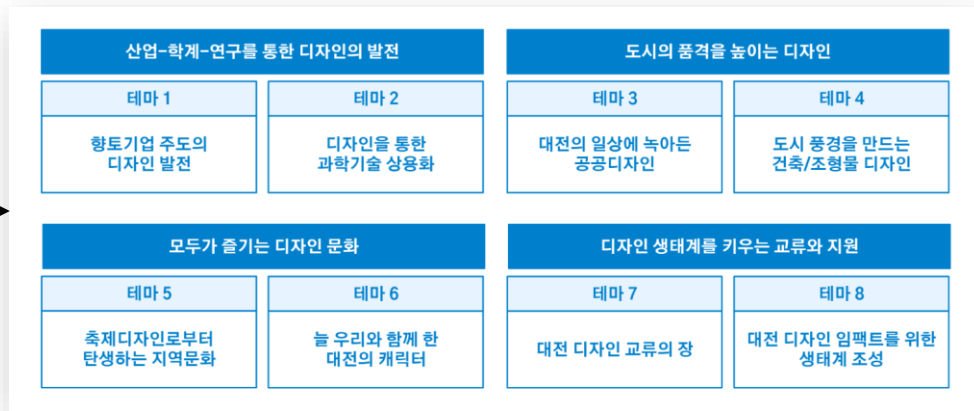 산업-학계-연구를 통한 디자인의 발전
테마 1
향토기업 주도의
디자인 발전
테마 2
디자인을 통한
과학기술 상용화
도시의 품격을 높이는 디자인
테마 3
대전의 일상에 녹아든
공공디자인
테마 4
도시 풍경을 만드는
건축/조형물 디자인
모두가 즐기는 디자인 문화
테마 5
축제디자인로부터
탄생하는 지역문화
테마 6
늘 우리와 함께 한
대전의 캐릭터
디자인 생태계를 키우는 교류와 지원
테마 7
대전 디자인 교류의 장
테마 8
대전 디자인 임팩트를 위한
생태계 조성